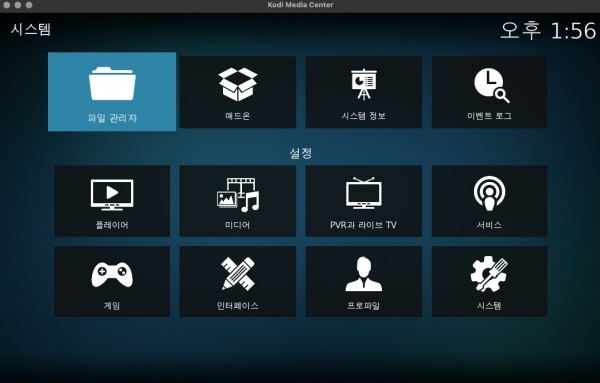 Kodi Media Center
시스템
오후 1:56
파일 관리자
애드온
시스템 정보
이벤트 로그
설정
플레이어
미디어
PVR과 라이브 TV
서비스
게임
인터페이스
프로파일
시스템